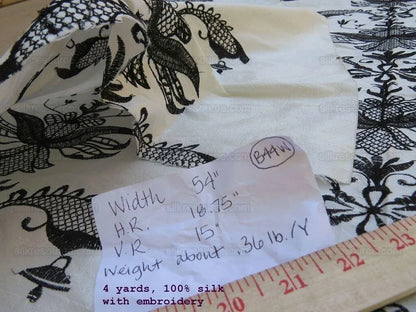 B44W
Width 54"
H.R. 18.75"
V.R 15"
Weight about .36 lb./Y
4 yards, 100% silk
with embroidery
20 21 22 23